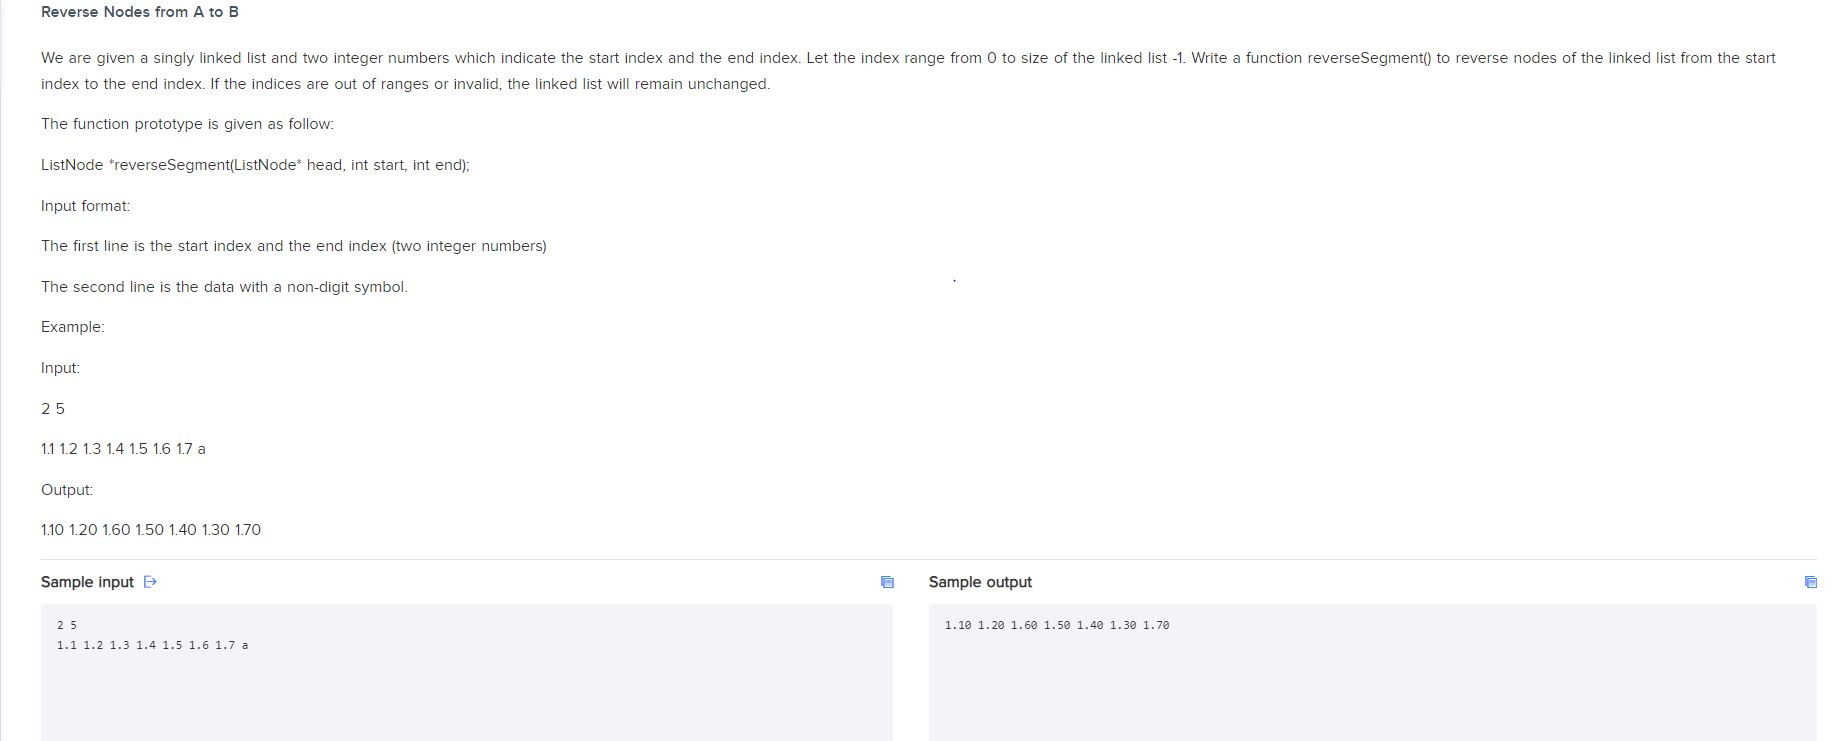 Reverse Nodes from A to B
We are given a singly linked list and two integer numbers which indicate the start index and the end index. Let the index range from 0 to size of the linked list -1. Write a function reverseSegment() to reverse nodes of the linked list from the start
index to the end index. If the indices are out of ranges or invalid, the linked list will remain unchanged.
The function prototype is given as follow:
ListNode *reverseSegment(ListNode* head, int start, int end);
Input format:
The first line is the start index and the end index (two integer numbers)
The second line is the data with a non-digit symbol.
Example:
Input:
2 5
1.1 1.2 1.3 1.4 1.5 1.6 1.7 a
Output:
1.10 1.20 1.60 1.50 1.40 1.30 1.70
Sample input
Sample output
2 5
1.1 1.2 1.3 1.4 1.5 1.6 1.7 a
1.10 1.20 1.60 1.50 1.40 1.30 1.70